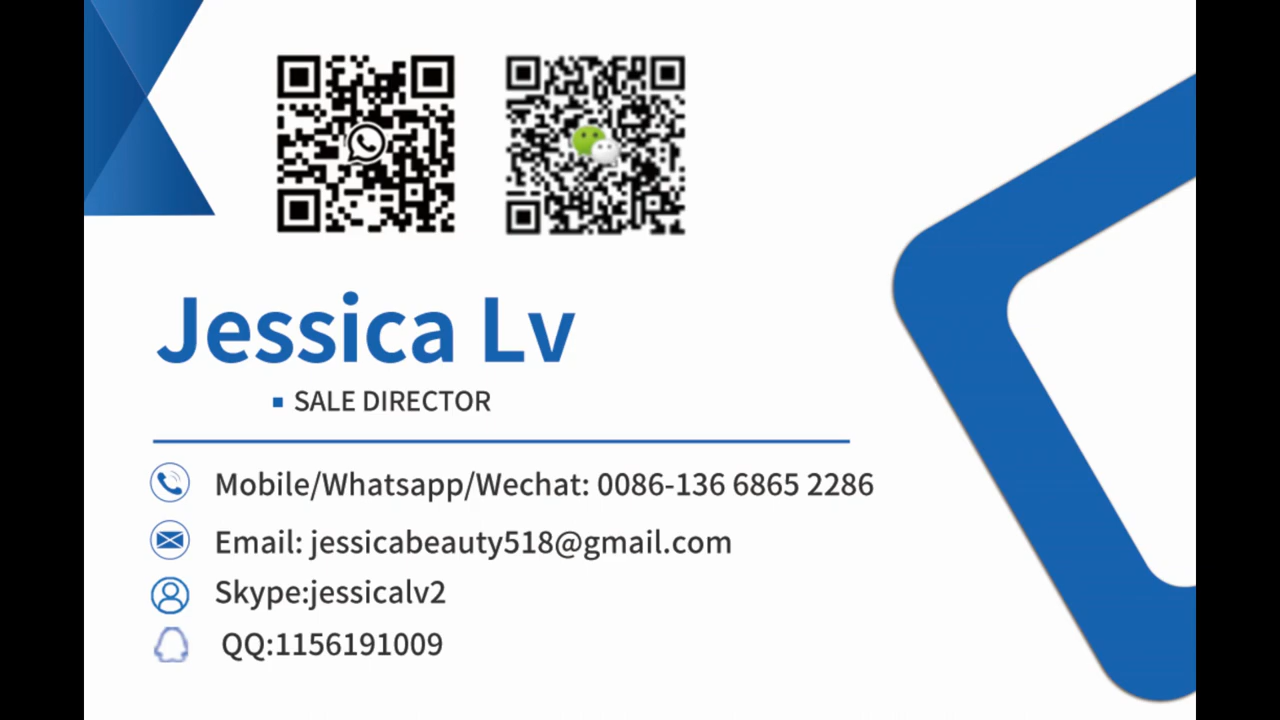 Jessica Lv
SALE DIRECTOR
Mobile/Whatsapp/Wechat: 0086-136 6865 2286
Email: jessicabeauty518@gmail.com
Skype:jessicalv2
QQ:1156191009